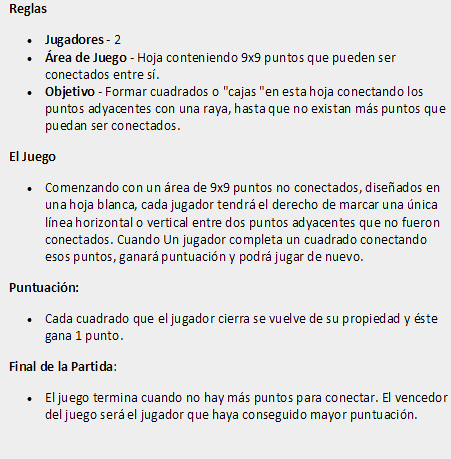 Reglas
• Jugadores - 2
• Área de Juego - Hoja conteniendo 9x9 puntos que pueden ser
conectados entre sí.
• Objetivo - Formar cuadrados o "cajas "en esta hoja conectando los
puntos adyacentes con una raya, hasta que no existan más puntos que
puedan ser conectados.
El Juego
• Comenzando con un área de 9x9 puntos no conectados, diseñados en
una hoja blanca, cada jugador tendrá el derecho de marcar una única
línea horizontal o vertical entre dos puntos adyacentes que no fueron
conectados. Cuando Un jugador completa un cuadrado conectando
esos puntos, ganará puntuación y podrá jugar de nuevo.
Puntuación:
• Cada cuadrado que el jugador cierra se vuelve de su propiedad y éste
gana 1 punto.
Final de la Partida:
• El juego termina cuando no hay más puntos para conectar. El vencedor
del juego será el jugador que haya conseguido mayor puntuación.